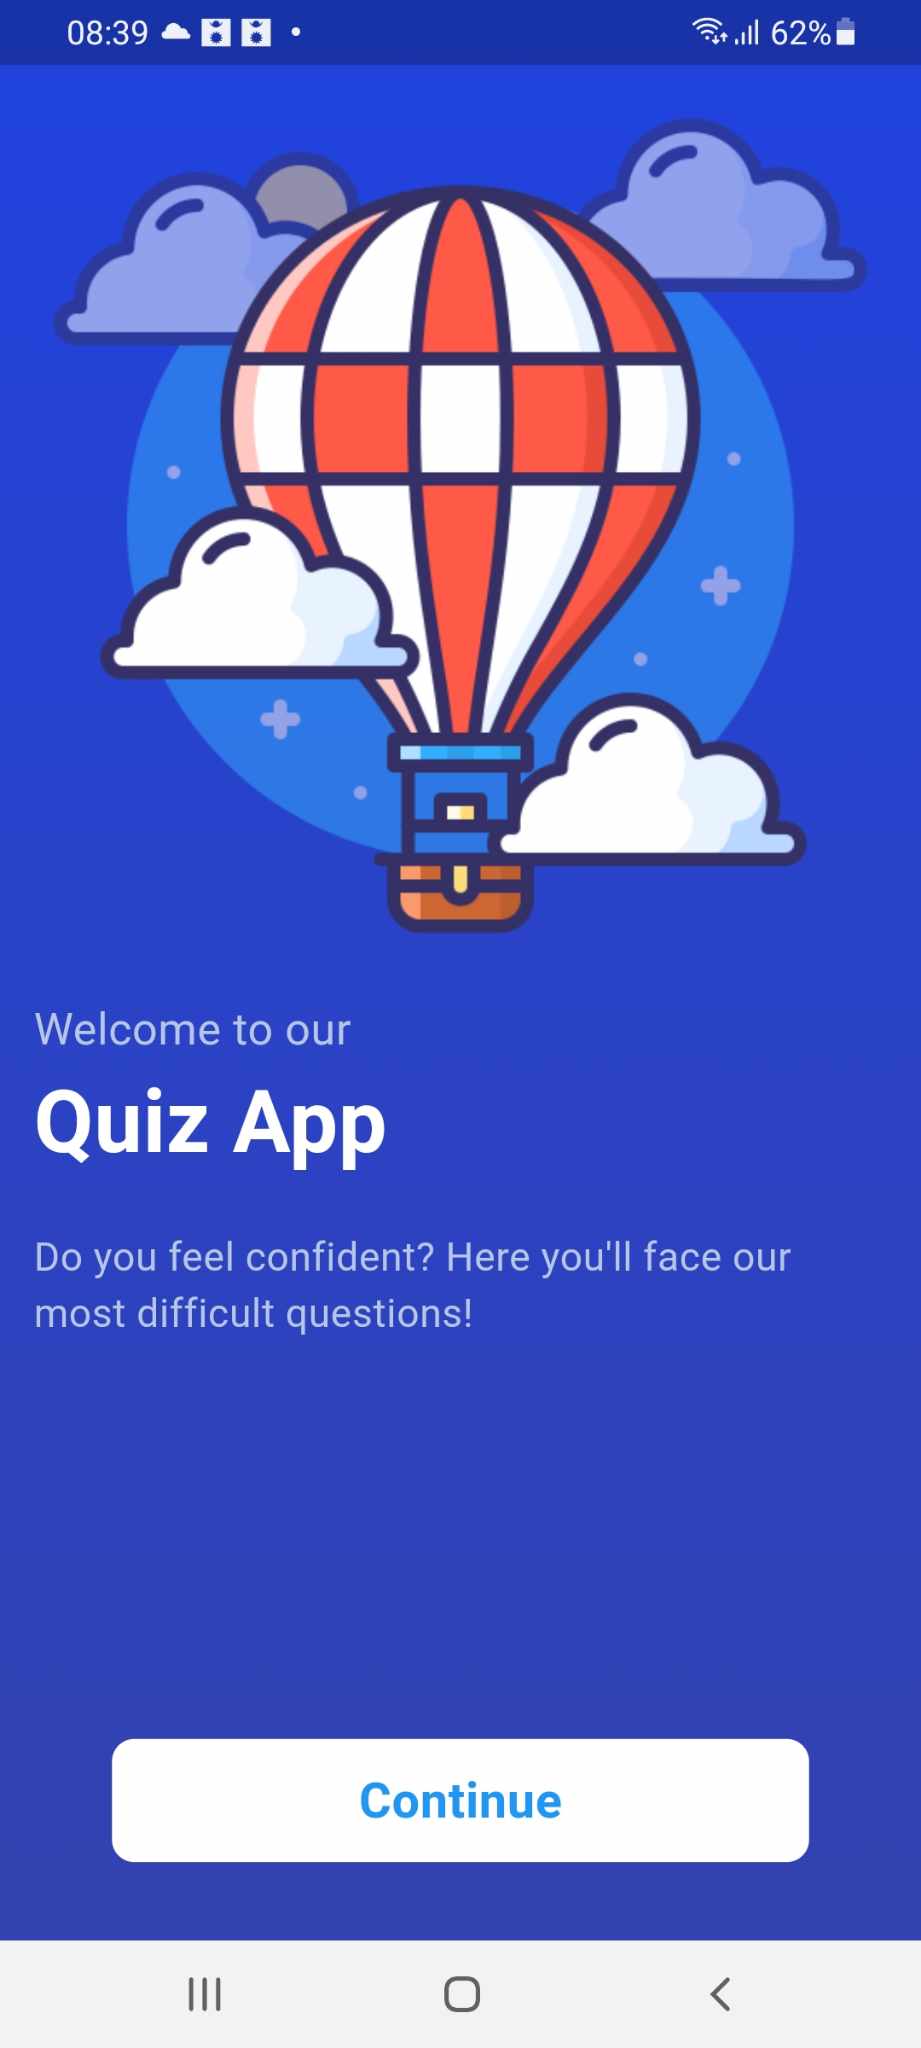 08:39 62%
Welcome to our
Quiz App
Do you feel confident? Here you'll face our
most difficult questions!
Continue